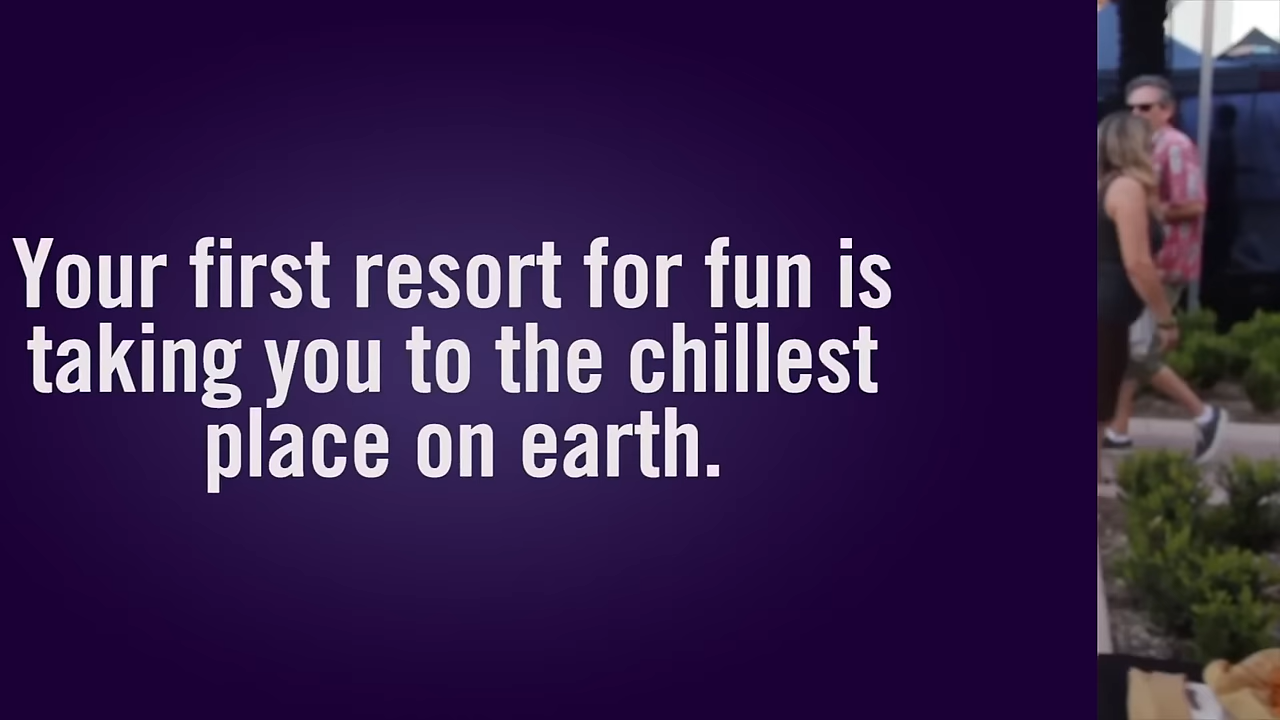 Your first resort for fun is
taking you to the chillest
place on earth.